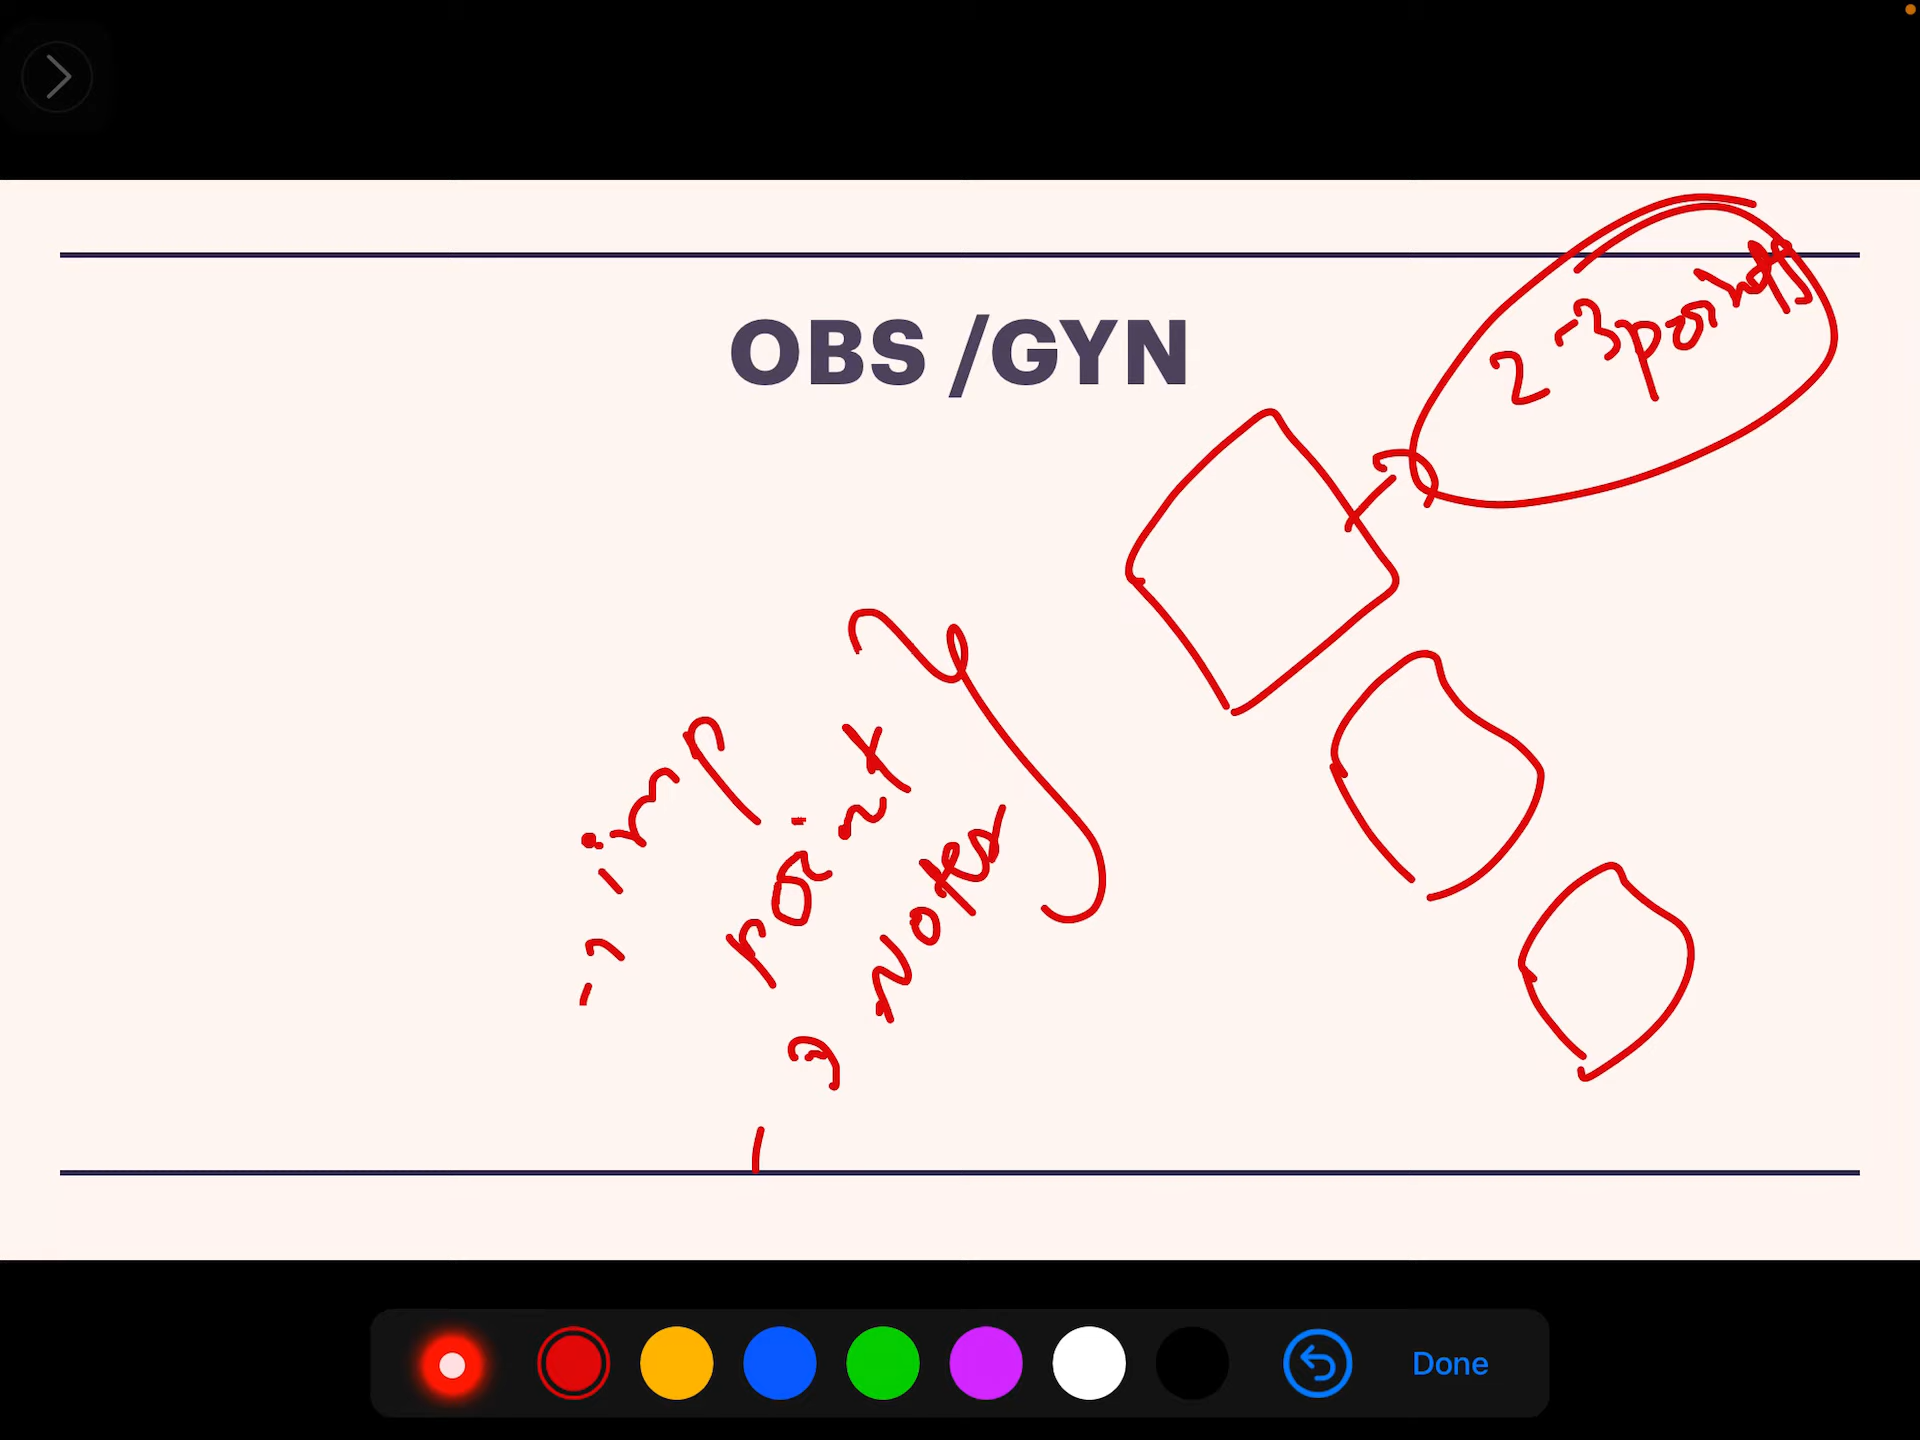 OBS /GYN
2-3 points
→ imp
point
→ Notes
Done